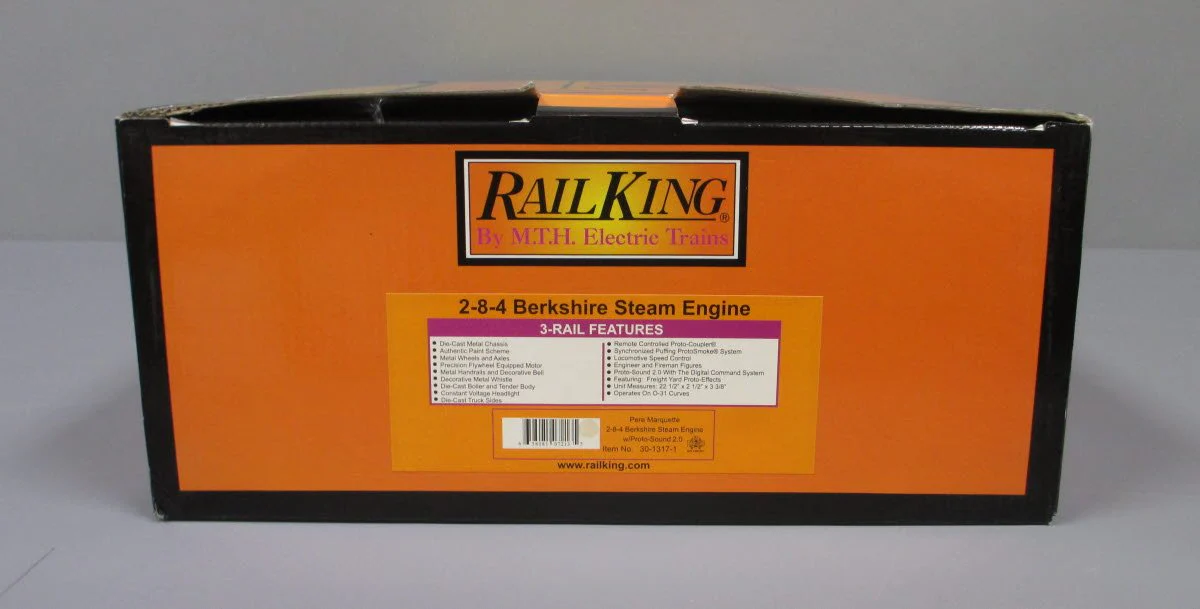 RAILKING®
By M.T.H. Electric Trains
2-8-4 Berkshire Steam Engine
3-RAIL FEATURES
• Die-Cast Metal Chassis
• Authentic Paint Scheme
• Metal Wheels and Axles
• Precision Flywheel Equipped Motor
• Metal Handrails and Decorative Bell
• Decorative Metal Whistle
• Die-Cast Boiler and Tender Body
• Constant Voltage Headlight
• Die-Cast Truck Sides
• Remote Controlled Proto-Coupler®
• Synchronized Puffing ProtoSmoke® System
• Locomotive Speed Control
• Engineer and Fireman Figures
• Proto-Sound 2.0 With The Digital Command System
• Featuring: Freight Yard Proto-Effects
• Unit Measures: 22 1/2" x 2 1/2" x 3 3/8"
• Operates On O-31 Curves
Pere Marquette
2-8-4 Berkshire Steam Engine
w/Proto-Sound 2.0
Item No. 30-1317-1
www.railking.com